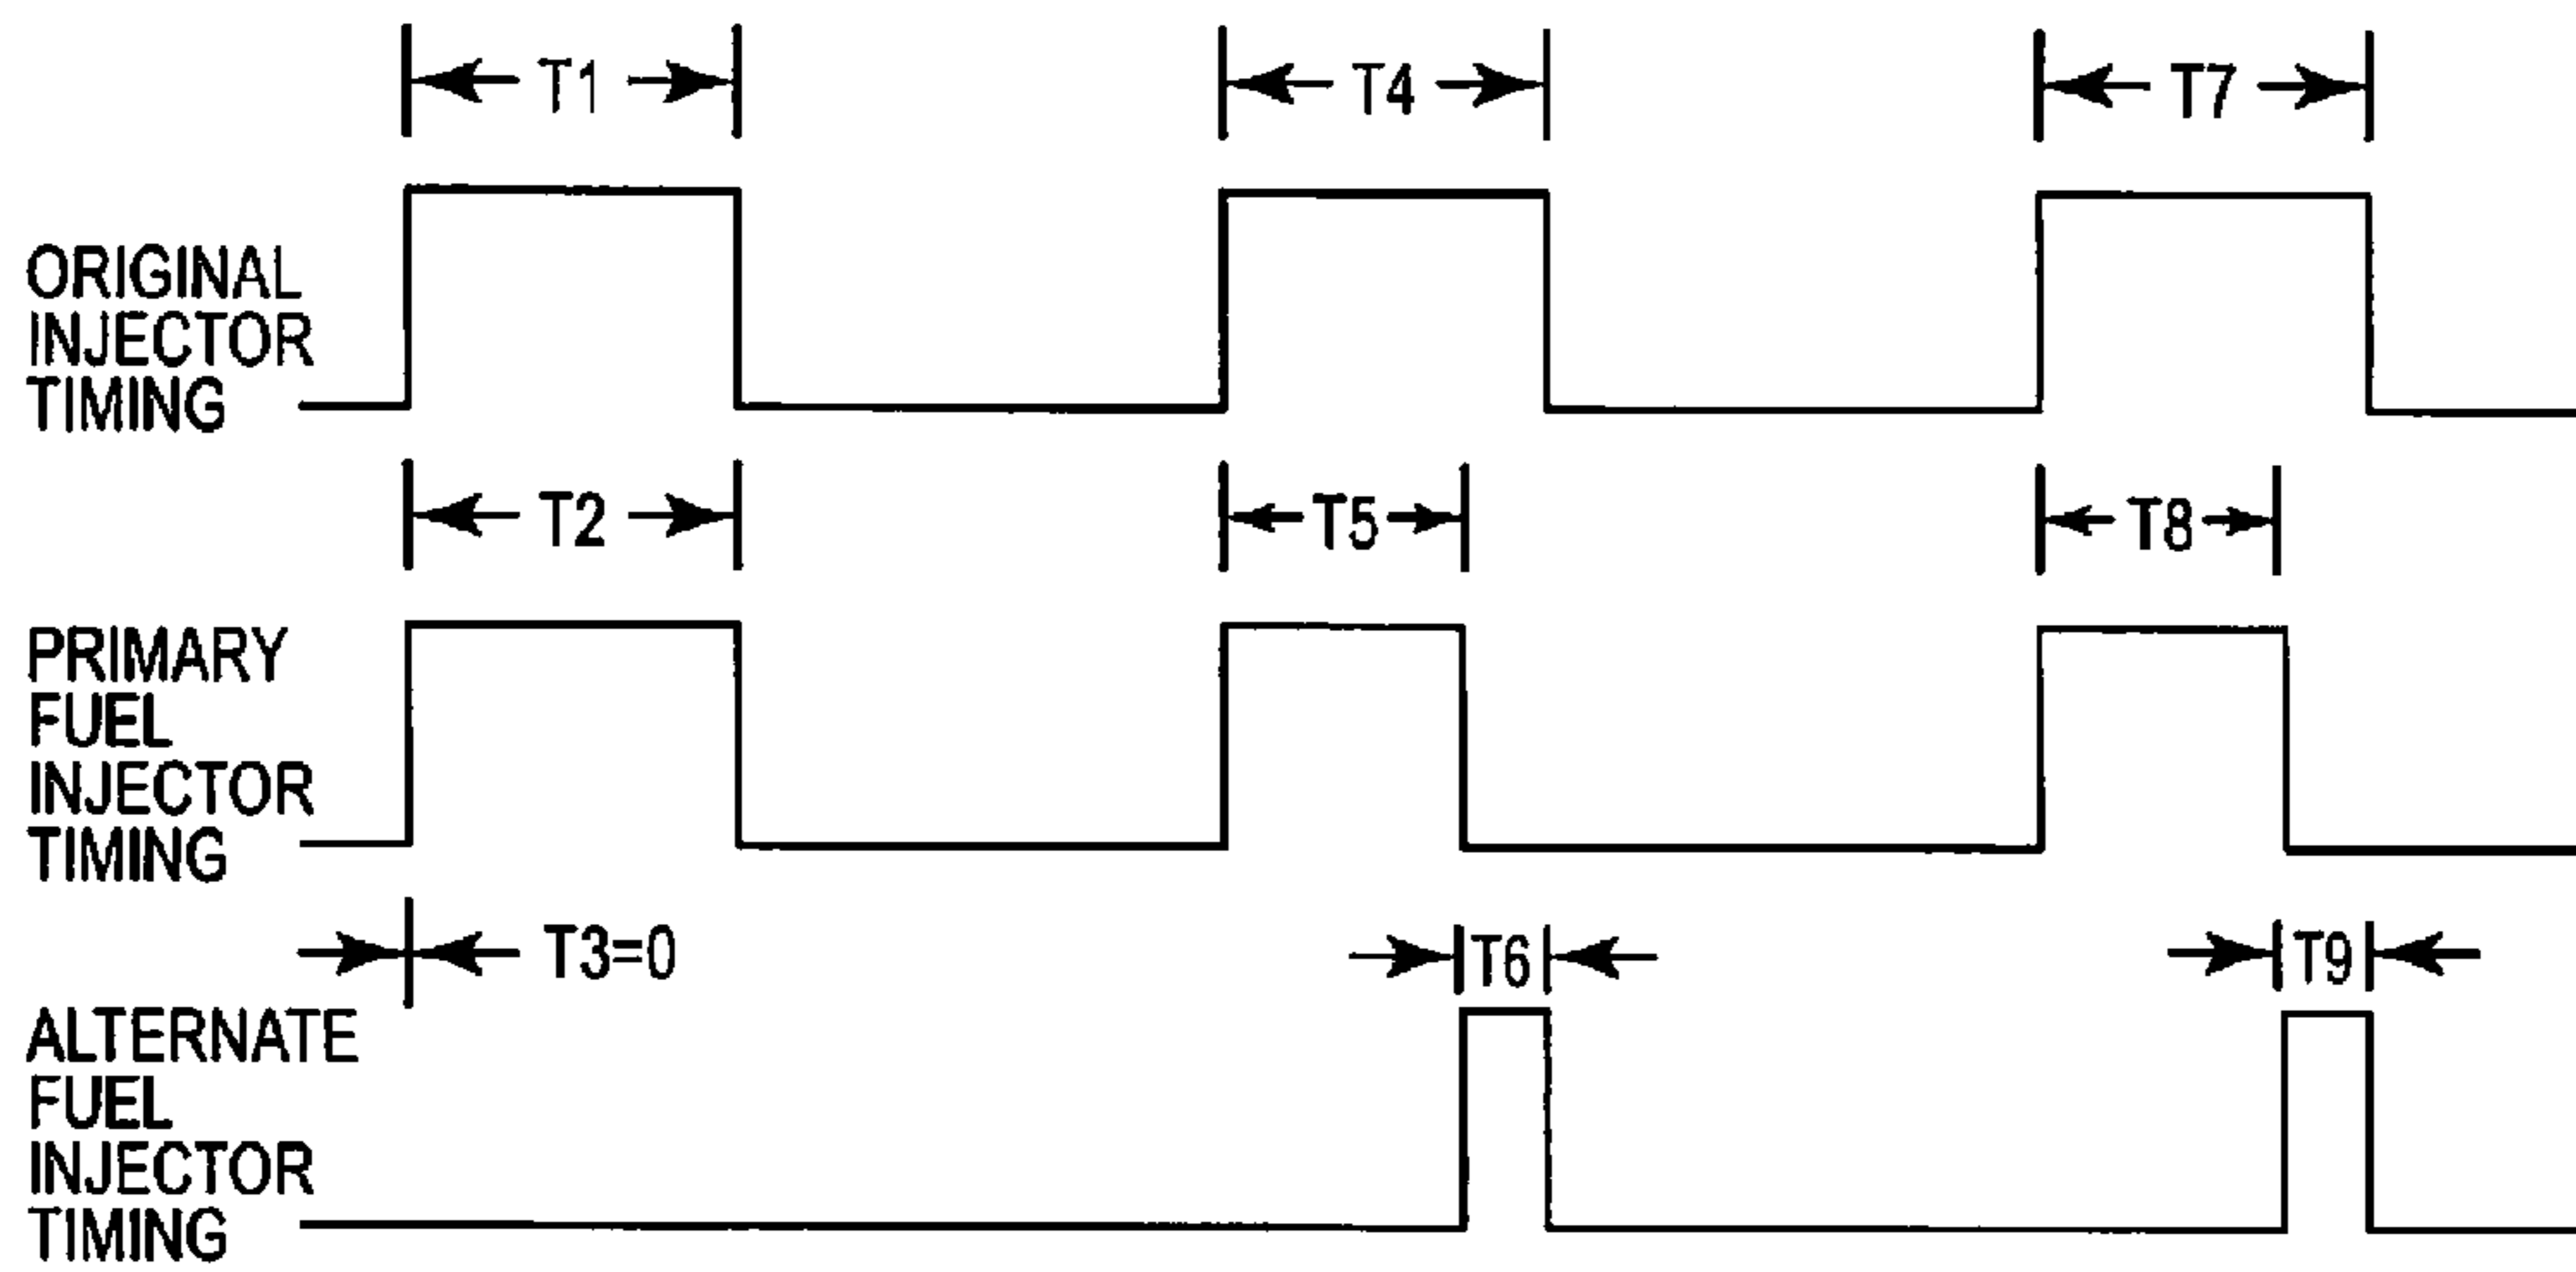 T1 T4 T7
ORIGINAL
INJECTOR
TIMING
T2 T5 T8
PRIMARY
FUEL
INJECTOR
TIMING
T3=0 T6 T9
ALTERNATE
FUEL
INJECTOR
TIMING